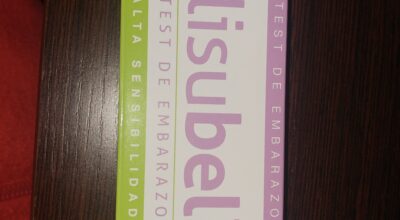 TEST DE EMBARAZO
lisubel
TEST DE EMBARAZO
ALTA SENSIBILIDAD